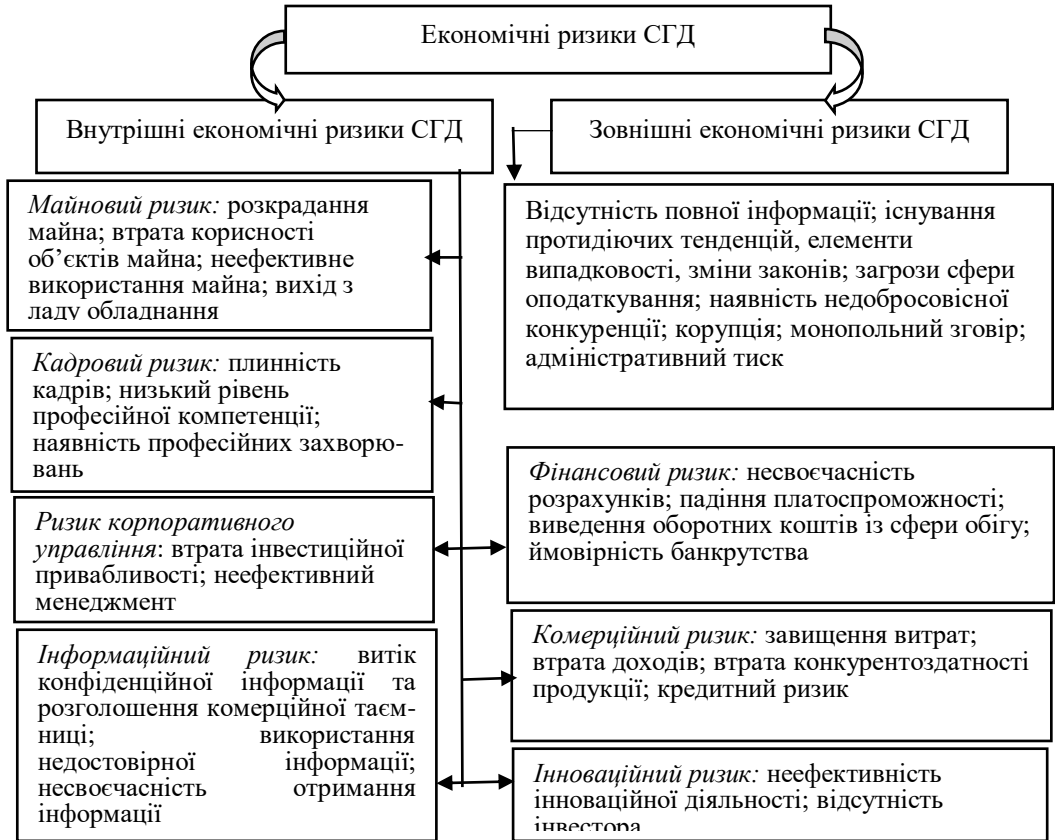 Економічні ризики СГД
Внутрішні економічні ризики СГД
Зовнішні економічні ризики СГД
Майновий ризик: розкрадання
майна; втрата корисності
об’єктів майна; неефективне
використання майна; вихід з
ладу обладнання
Кадровий ризик: плинність
кадрів; низький рівень
професійної компетенції;
наявність професійних захворю-
вань
Ризик корпоративного
управління: втрата інвестиційної
привабливості; неефективний
менеджмент
Інформаційний ризик: витік
конфіденційної інформації та
розголошення комерційної таєм-
ниці; використання
недостовірної інформації;
несвоєчасність отримання
інформації
Відсутність повної інформації; існування
протидіючих тенденцій, елементи
випадковості, зміни законів; загрози сфери
оподаткування; наявність недобросовісної
конкуренції; корупція; монопольний зговір;
адміністративний тиск
Фінансовий ризик: несвоєчасність
розрахунків; падіння платоспроможності;
виведення оборотних коштів із сфери обігу;
ймовірність банкрутства
Комерційний ризик: завищення витрат;
втрата доходів; втрата конкурентоздатності
продукції; кредитний ризик
Інноваційний ризик: неефективність
інноваційної діяльності; відсутність
інвестора